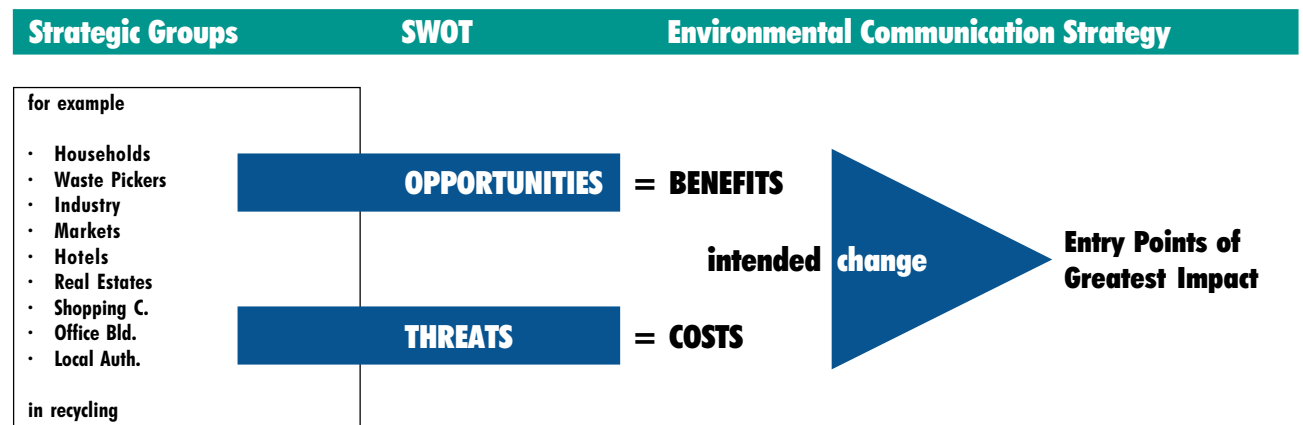 Strategic Groups SWOT Environmental Communication Strategy
for example
· Households
· Waste Pickers
· Industry
· Markets
· Hotels
· Real Estates
· Shopping C.
· Office Bld.
· Local Auth.
in recycling
OPPORTUNITIES = BENEFITS
intended change
THREATS = COSTS
Entry Points of
Greatest Impact